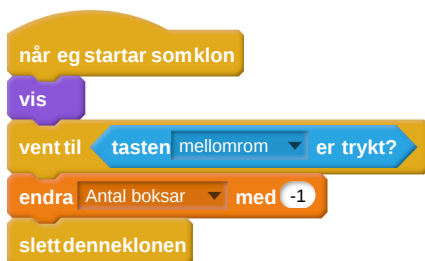 når eg startar som klon
vis
vent til tasten mellomrom er trykt?
endra Antal boksar med -1
slett denne klonen